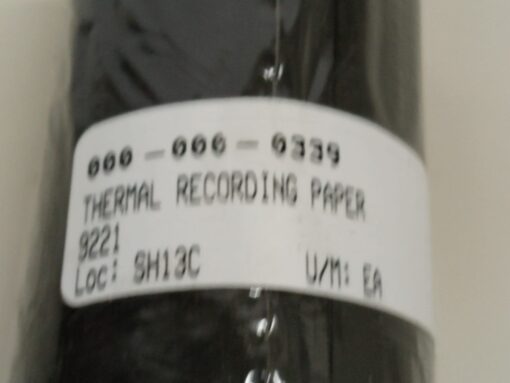 000-000-0339
THERMAL RECORDING PAPER
9221
Loc: SH13C U/M: EA